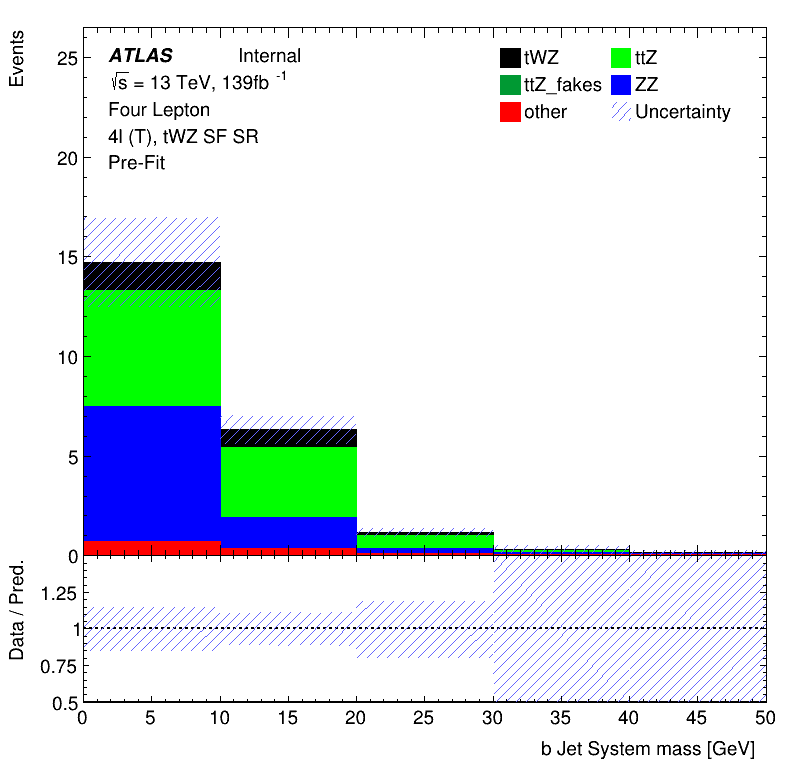 Events
ATLAS Internal
√s = 13 TeV, 139fb⁻¹
Four Lepton
4l (T), tWZ SF SR
Pre-Fit
tWZ ttZ
ttZ_fakes ZZ
other Uncertainty
25
20
15
10
5
0
Data / Pred.
1.25
1
0.75
0.5
0 5 10 15 20 25 30 35 40 45 50
b Jet System mass [GeV]